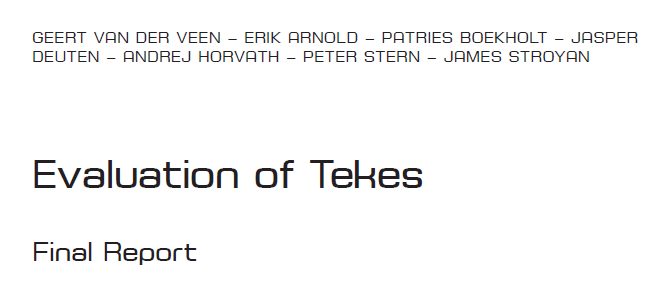 GEERT VAN DER VEEN – ERIK ARNOLD – PATRIES BOEKHOLT – JASPER
DEUTEN – ANDREJ HORVATH – PETER STERN – JAMES STROYAN
Evaluation of Tekes
Final Report